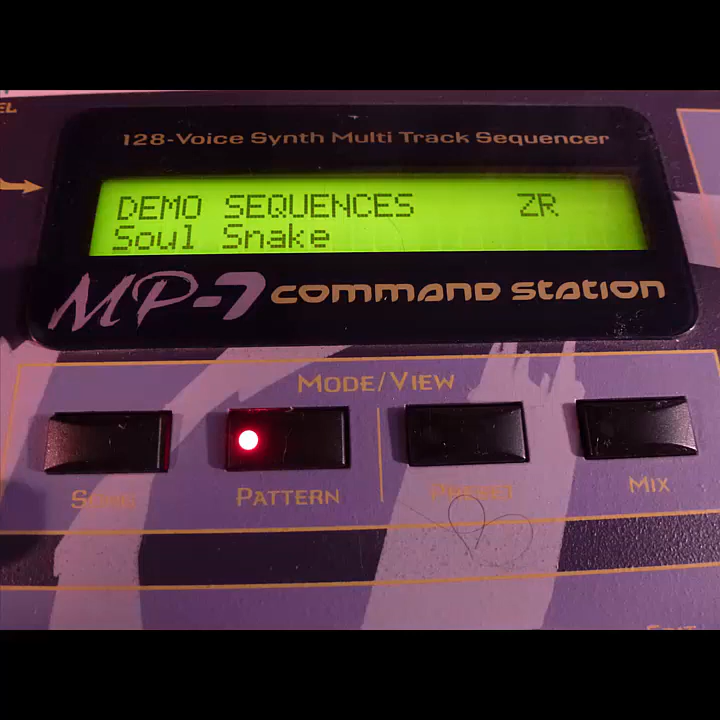 128-Voice Synth Multi Track Sequencer
DEMO SEQUENCES ZR
Soul Snake
MP-7 COMMAND STATION
MODE/VIEW
SONG PATTERN PRESET MIX